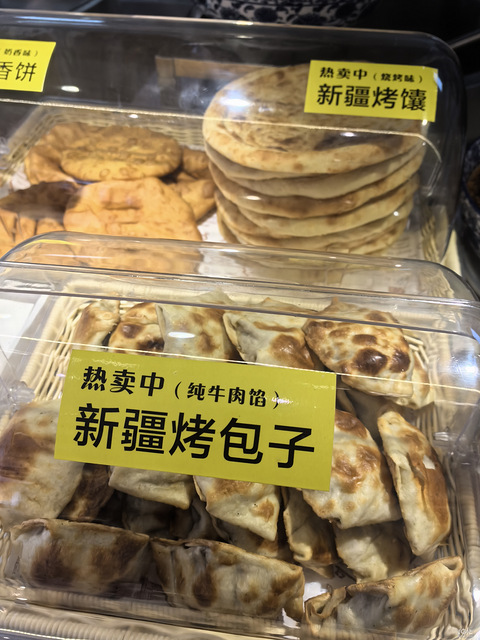 （奶香味）
香饼
热卖中（烧烤味）
新疆烤馕
热卖中（纯牛肉馅）
新疆烤包子